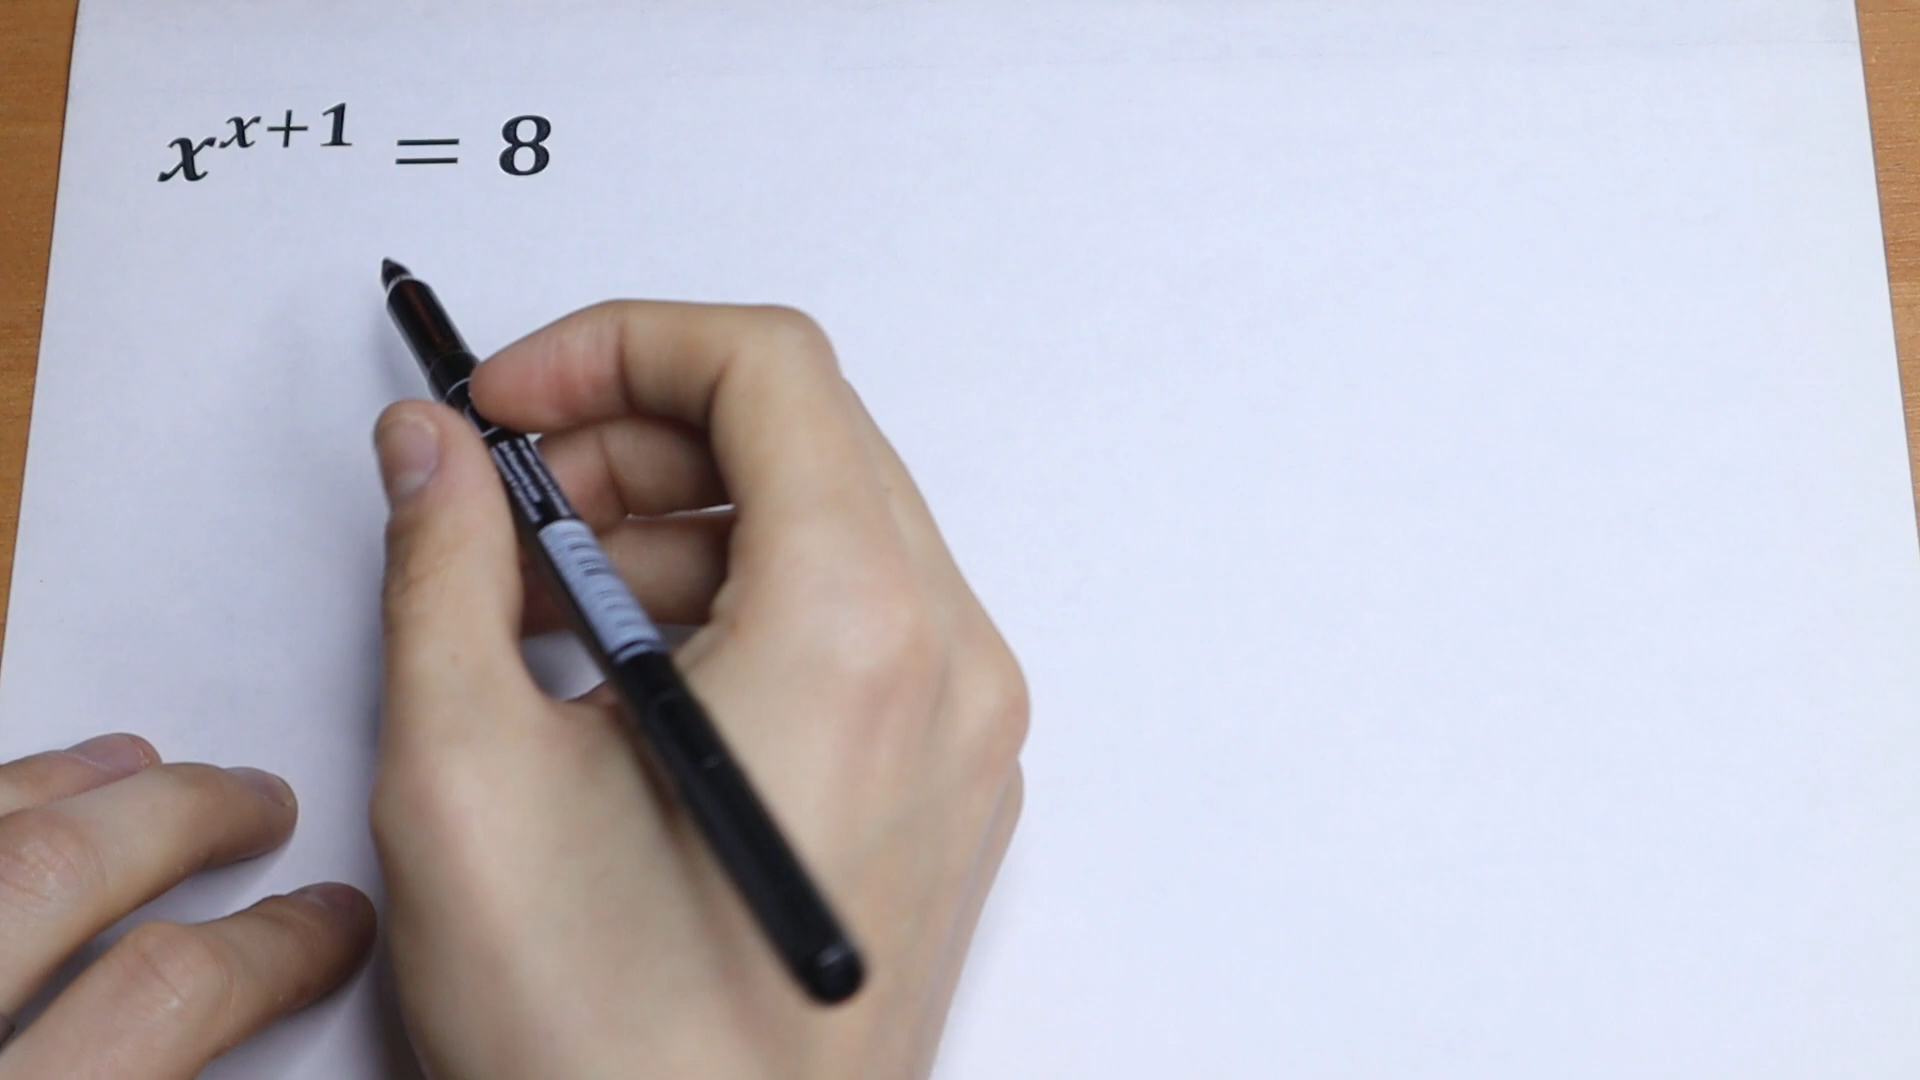 x^{x+1} = 8